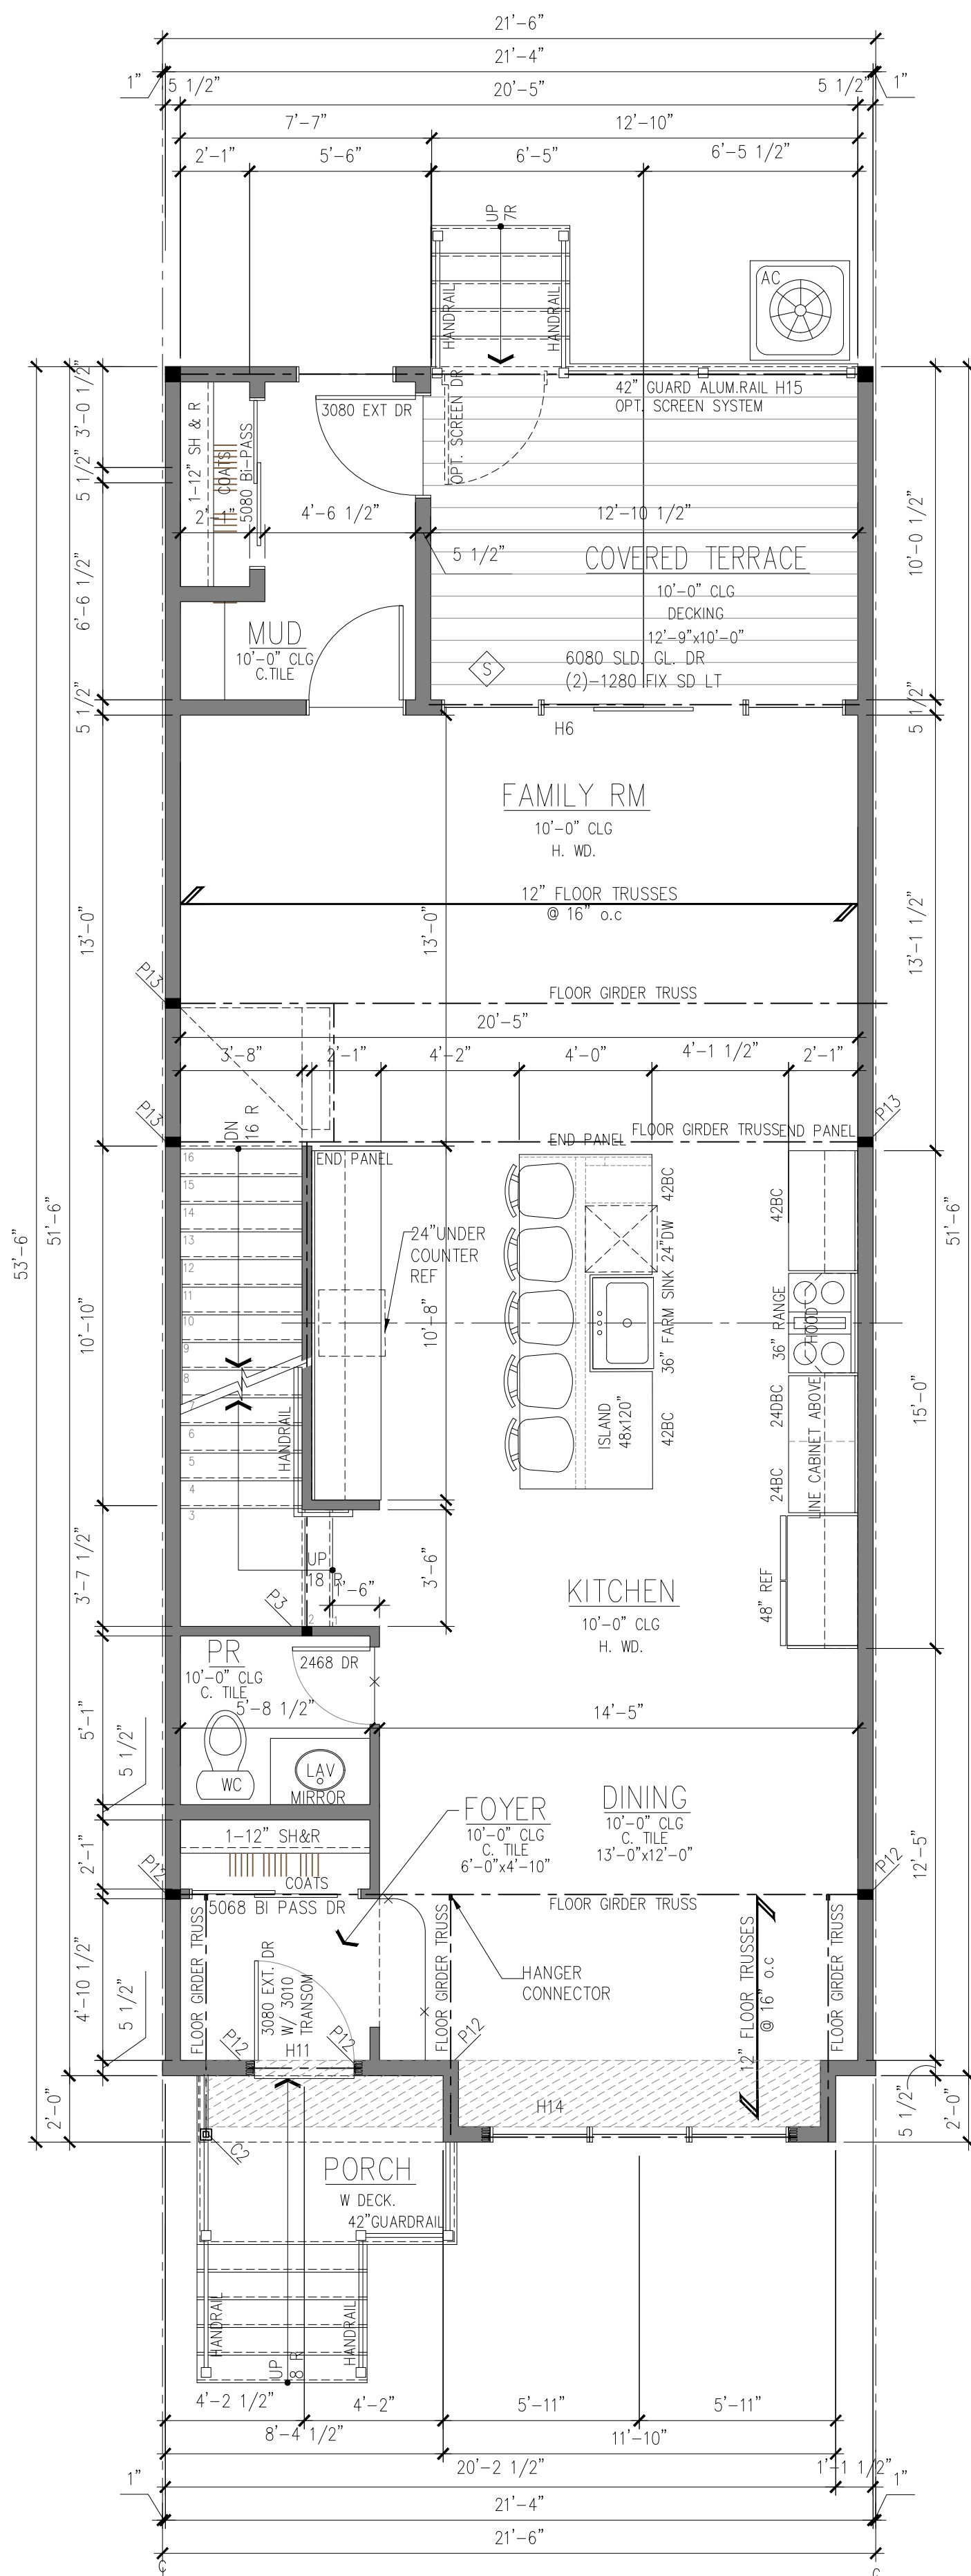 21'-6"
21'-4"
1"
5 1/2"
20'-5"
5 1/2"
1"
7'-7"
12'-10"
2'-1"
5'-6"
6'-5"
6'-5 1/2"
UP
7R
HANDRAIL
HANDRAIL
AC
3'-0 1/2"
5 1/2"
6'-6 1/2"
5 1/2"
1-12" SH & R
COATS
5080 Bi-PASS
3080 EXT DR
OPT. SCREEN DR
42" GUARD ALUM.RAIL H15
OPT. SCREEN SYSTEM
2'-1"
4'-6 1/2"
12'-10 1/2"
5 1/2"
COVERED TERRACE
10'-0" CLG
DECKING
12'-9"x10'-0"
6080 SLD. GL. DR
(2)-1280 FIX SD LT
S
H6
MUD
10'-0" CLG
C.TILE
10'-0 1/2"
5 1/2"
FAMILY RM
10'-0" CLG
H. WD.
12" FLOOR TRUSSES
@ 16" o.c
13'-0"
13'-0"
13'-1 1/2"
P13
FLOOR GIRDER TRUSS
20'-5"
3'-8"
2'-1"
4'-2"
4'-0"
4'-1 1/2"
2'-1"
P13
DN
16 R
END PANEL
END PANEL
FLOOR GIRDER TRUSS
END PANEL
P13
16
15
14
13
12
11
10
9
8
7
6
5
4
3
24"UNDER
COUNTER
REF
42BC
24"DW
36" FARM SINK
42BC
ISLAND
48x120"
42BC
36" RANGE
HOOD
24DBC
24BC
LINE CABINET ABOVE
48" REF
53'-6"
51'-6"
10'-10"
10'-8"
15'-0"
51'-6"
HANDRAIL
UP
18 R
1'-6"
3'-6"
3'-7 1/2"
2
1
P3
KITCHEN
10'-0" CLG
H. WD.
PR
10'-0" CLG
C. TILE
2468 DR
5'-8 1/2"
14'-5"
5'-1"
5 1/2"
WC
LAV
MIRROR
FOYER
10'-0" CLG
C. TILE
6'-0"x4'-10"
DINING
10'-0" CLG
C. TILE
13'-0"x12'-0"
2'-1"
1-12" SH&R
COATS
12'-5"
P12
P12
5068 BI PASS DR
FLOOR GIRDER TRUSS
FLOOR GIRDER TRUSS
FLOOR GIRDER TRUSS
FLOOR GIRDER TRUSS
12" FLOOR TRUSSES
@ 16" o.c
HANGER
CONNECTOR
4'-10 1/2"
5 1/2"
3080 EXT. DR
W/ 3010
TRANSOM
H11
P12
P12
P12
H14
2'-0"
5 1/2"
2'-0"
C2
PORCH
W DECK.
42"GUARDRAIL
HANDRAIL
HANDRAIL
UP
8 R
4'-2 1/2"
4'-2"
5'-11"
5'-11"
8'-4 1/2"
11'-10"
20'-2 1/2"
1'-1 1/2"
1"
21'-4"
1"
21'-6"